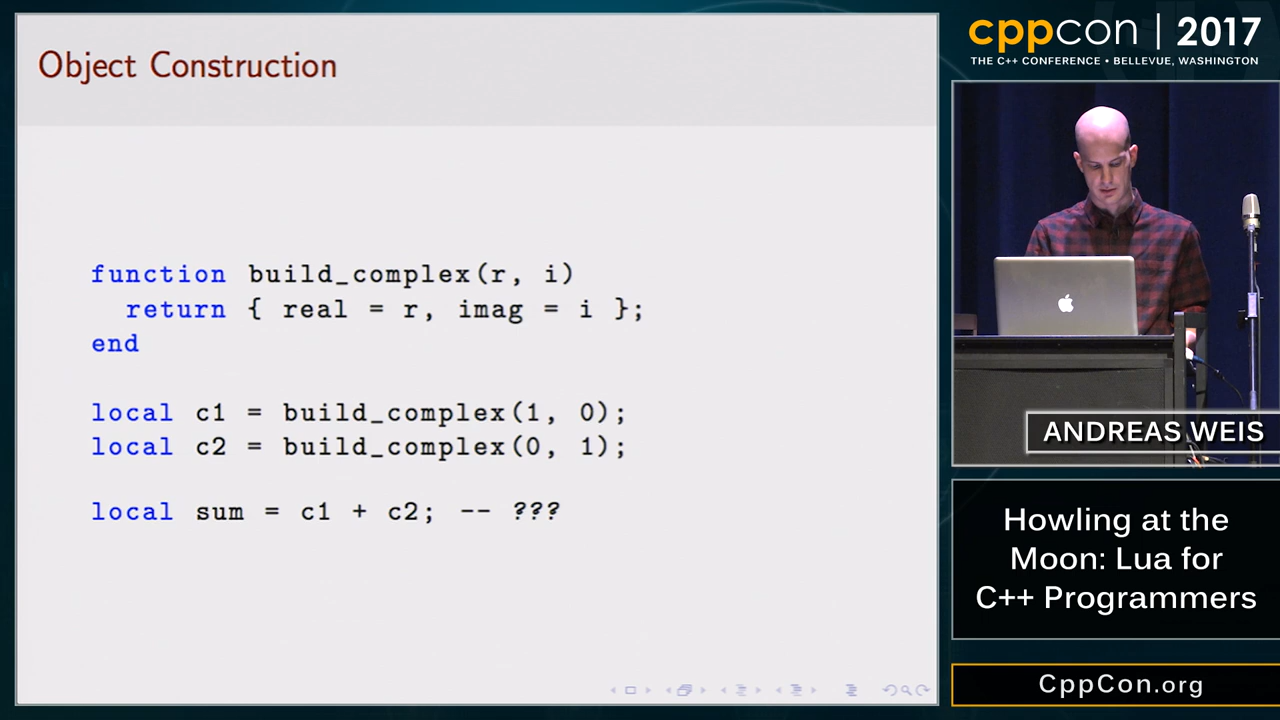 Object Construction
function build_complex(r, i)
return { real = r, imag = i };
end
local c1 = build_complex(1, 0);
local c2 = build_complex(0, 1);
local sum = c1 + c2; -- ???
cppcon | 2017
THE C++ CONFERENCE • BELLEVUE, WASHINGTON
ANDREAS WEIS
Howling at the
Moon: Lua for
C++ Programmers
CppCon.org